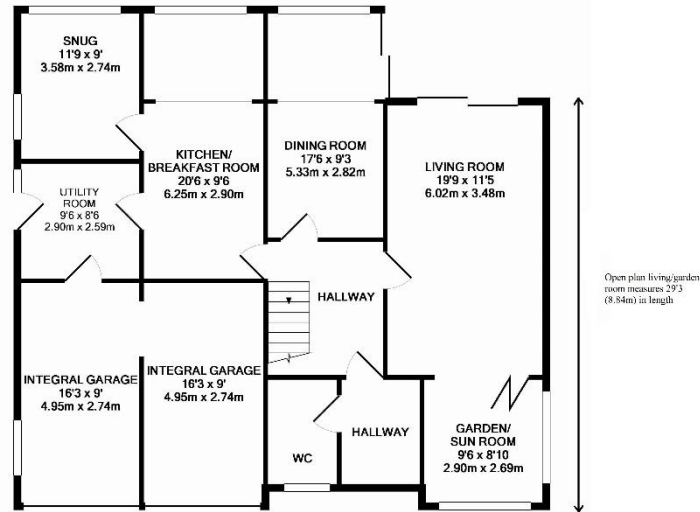 SNUG
11'9 x 9'
3.58m x 2.74m
KITCHEN/
BREAKFAST ROOM
20'6 x 9'6
6.25m x 2.90m
DINING ROOM
17'6 x 9'3
5.33m x 2.82m
LIVING ROOM
19'9 x 11'5
6.02m x 3.48m
UTILITY
ROOM
9'6 x 8'6
2.90m x 2.59m
Open plan living/garden
room measures 29'3
(8.84m) in length
HALLWAY
INTEGRAL GARAGE
16'3 x 9'
4.95m x 2.74m
INTEGRAL GARAGE
16'3 x 9'
4.95m x 2.74m
WC
HALLWAY
GARDEN/
SUN ROOM
9'6 x 8'10
2.90m x 2.69m